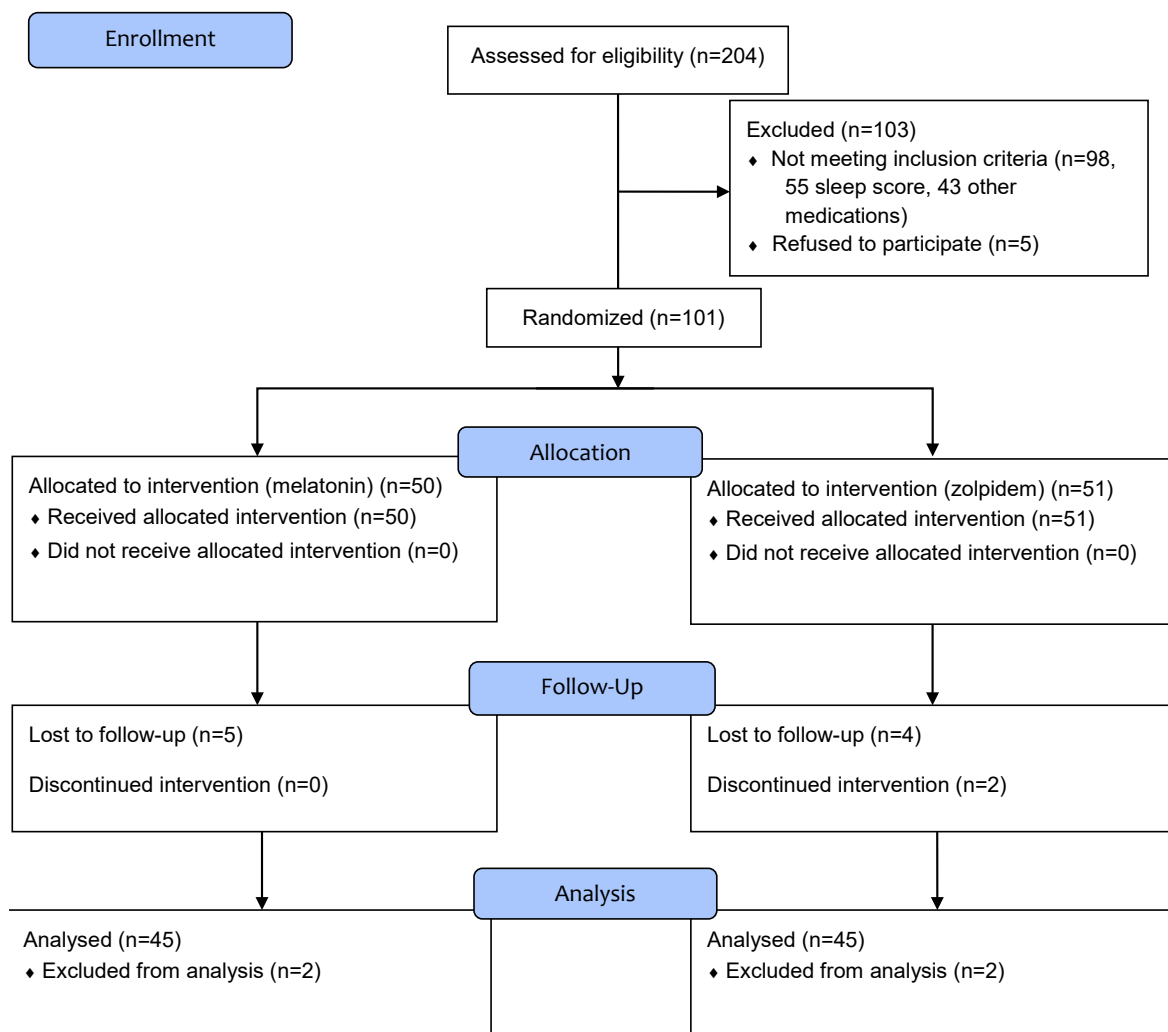 Enrollment
Assessed for eligibility (n=204)
Excluded (n=103)
♦ Not meeting inclusion criteria (n=98,
55 sleep score, 43 other
medications)
♦ Refused to participate (n=5)
Randomized (n=101)
Allocation
Allocated to intervention (melatonin) (n=50)
♦ Received allocated intervention (n=50)
♦ Did not receive allocated intervention (n=0)
Allocated to intervention (zolpidem) (n=51)
♦ Received allocated intervention (n=51)
♦ Did not receive allocated intervention (n=0)
Follow-Up
Lost to follow-up (n=5)
Discontinued intervention (n=0)
Lost to follow-up (n=4)
Discontinued intervention (n=2)
Analysis
Analysed (n=45)
♦ Excluded from analysis (n=2)
Analysed (n=45)
♦ Excluded from analysis (n=2)